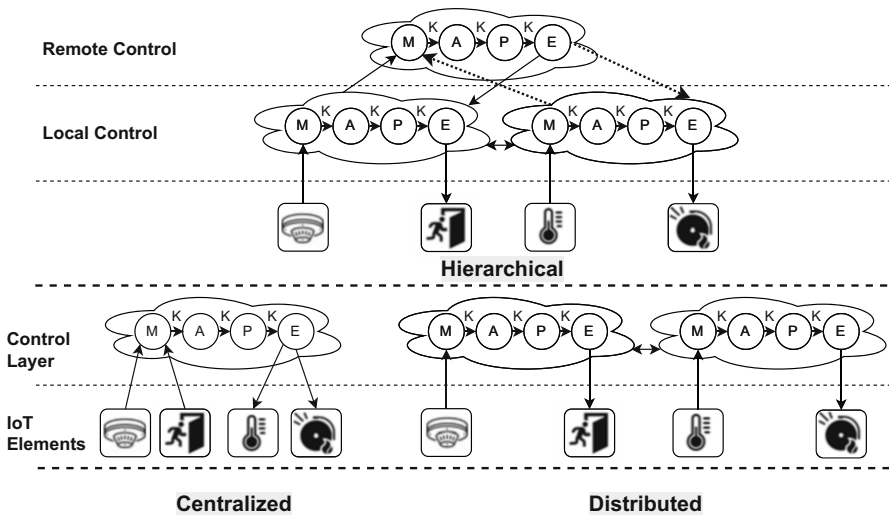 Remote Control
K K K
M A P E
Local Control
K K K K K K
M A P E M A P E
Hierarchical
Control
Layer
K K K K K K K K K
M A P E M A P E M A P E
IoT
Elements
Centralized Distributed